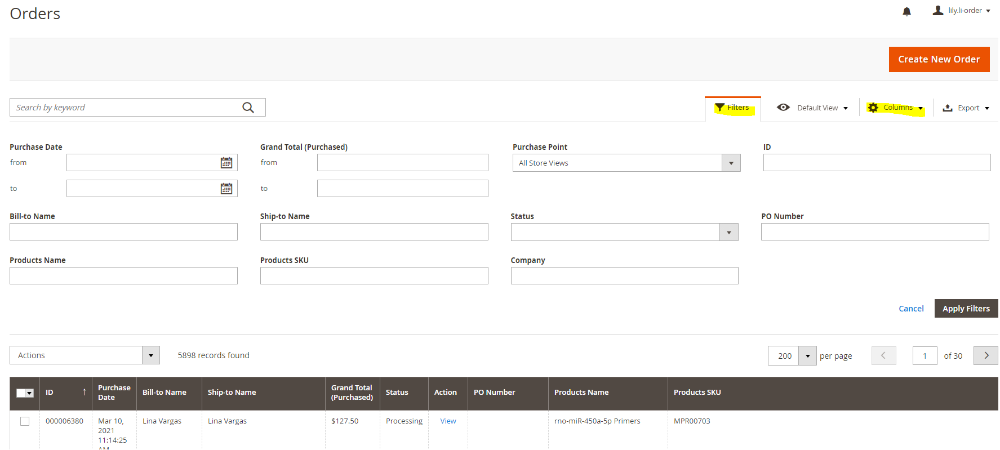 Orders
lily.li-order
Create New Order
Search by keyword
Filters
Default View
Columns
Export
Purchase Date
Grand Total (Purchased)
Purchase Point
ID
from
from
All Store Views
to
to
Bill-to Name
Ship-to Name
Status
PO Number
Products Name
Products SKU
Company
Cancel
Apply Filters
Actions
5898 records found
200
per page
1
of 30
ID
Purchase
Date
Bill-to Name
Ship-to Name
Grand Total
(Purchased)
Status
Action
PO Number
Products Name
Products SKU
000006380
Mar 10,
2021
11:14:25
AM
Lina Vargas
Lina Vargas
$127.50
Processing
View
rno-miR-450a-5p Primers
MPR00703